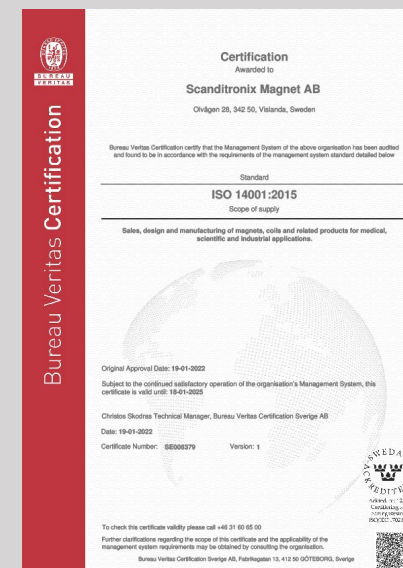 BUREAU
VERITAS
Bureau Veritas Certification
Certification
Awarded to
Scanditronix Magnet AB
Olvägen 28, 342 50, Vislanda, Sweden
Bureau Veritas Certification certify that the Management System of the above organisation has been audited
and found to be in accordance with the requirements of the management system standard detailed below
Standard
ISO 14001:2015
Scope of supply
Sales, design and manufacturing of magnets, coils and related products for medical,
scientific and industrial applications.
Original Approval Date: 19-01-2022
Subject to the continued satisfactory operation of the organisation's Management System, this
certificate is valid until: 18-01-2025
Christos Skodras Technical Manager, Bureau Veritas Certification Sverige AB
Date: 19-01-2022
Certificate Number: SE006379 Version: 1
To check this certificate validity please call +46 31 60 65 00
Further clarifications regarding the scope of this certificate and the applicability of the
management system requirements may be obtained by consulting the organisation.
Bureau Veritas Certification Sverige AB, Fabriksgatan 13, 412 50 GÖTEBORG, Sverige